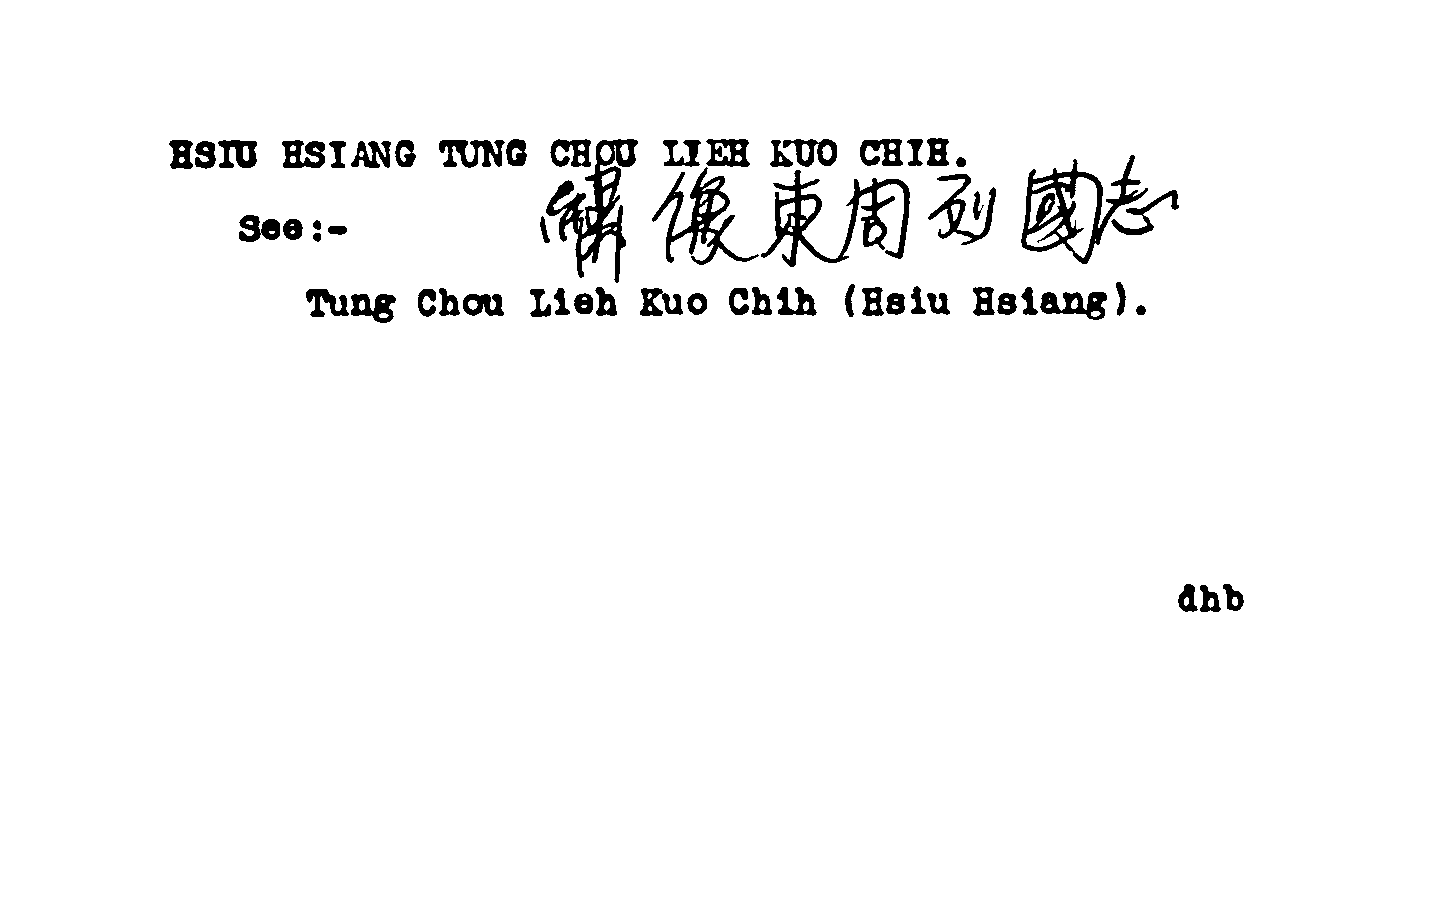 HSIU HSIANG TUNG CHOU LIEH KUO CHIH.
繡像東周列國志
See:-
Tung Chou Lieh Kuo Chih (Hsiu Hsiang).
dhb